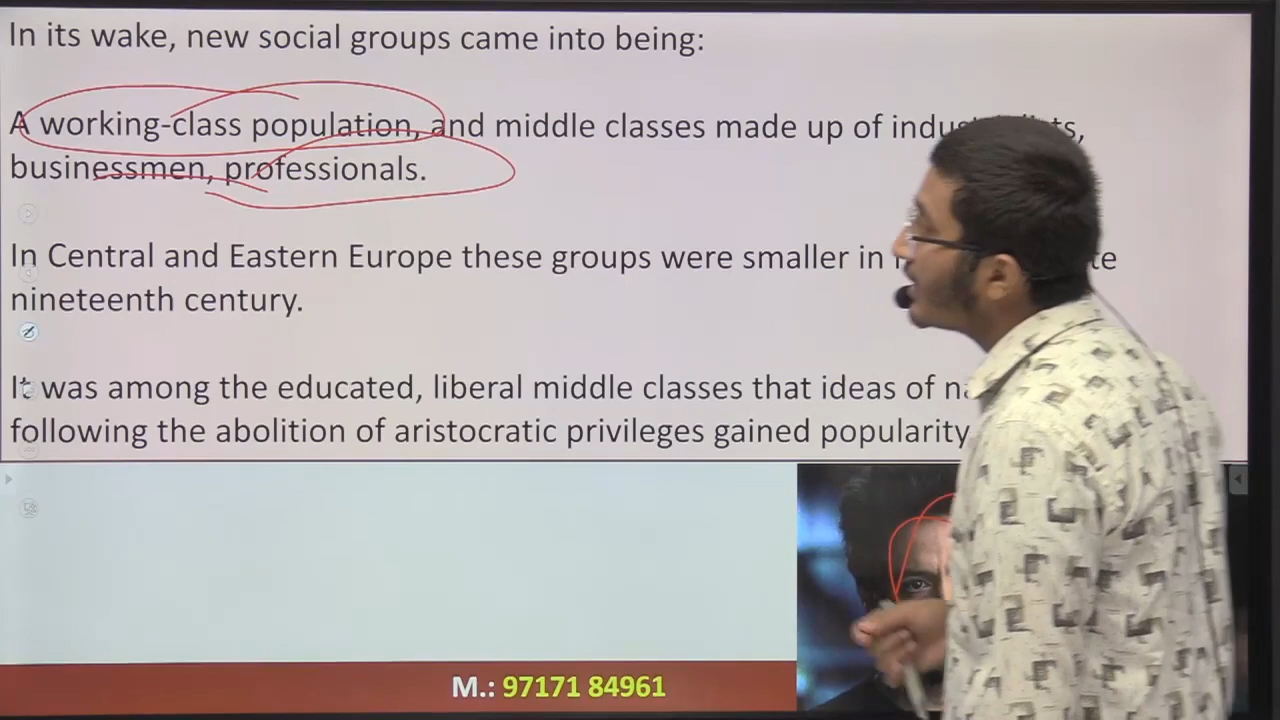 In its wake, new social groups came into being:
A working-class population, and middle classes made up of
businessmen, professionals.
In Central and Eastern Europe these groups were smaller in
nineteenth century.
It was among the educated, liberal middle classes that ideas of
following the abolition of aristocratic privileges gained popularity
M.: 97171 84961